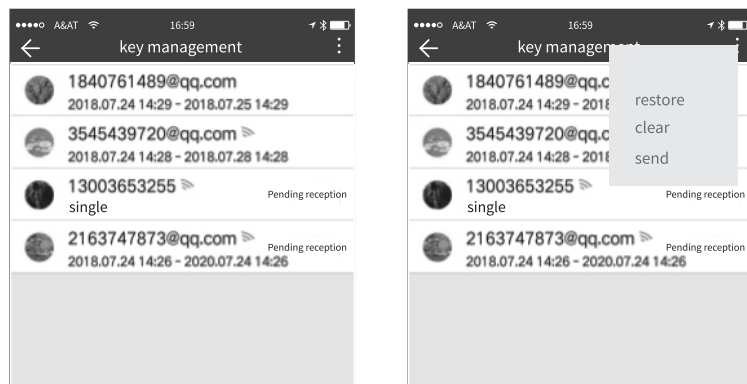 A&AT 16:59
key management
1840761489@qq.com
2018.07.24 14:29 - 2018.07.25 14:29
3545439720@qq.com
2018.07.24 14:28 - 2018.07.28 14:28
13003653255
single
Pending reception
2163747873@qq.com
Pending reception
2018.07.24 14:26 - 2020.07.24 14:26
A&AT 16:59
key management
1840761489@qq.c
2018.07.24 14:29 - 2018
3545439720@qq.c
2018.07.24 14:28 - 2018
restore
clear
send
13003653255
single
Pending reception
2163747873@qq.com
Pending reception
2018.07.24 14:26 - 2020.07.24 14:26